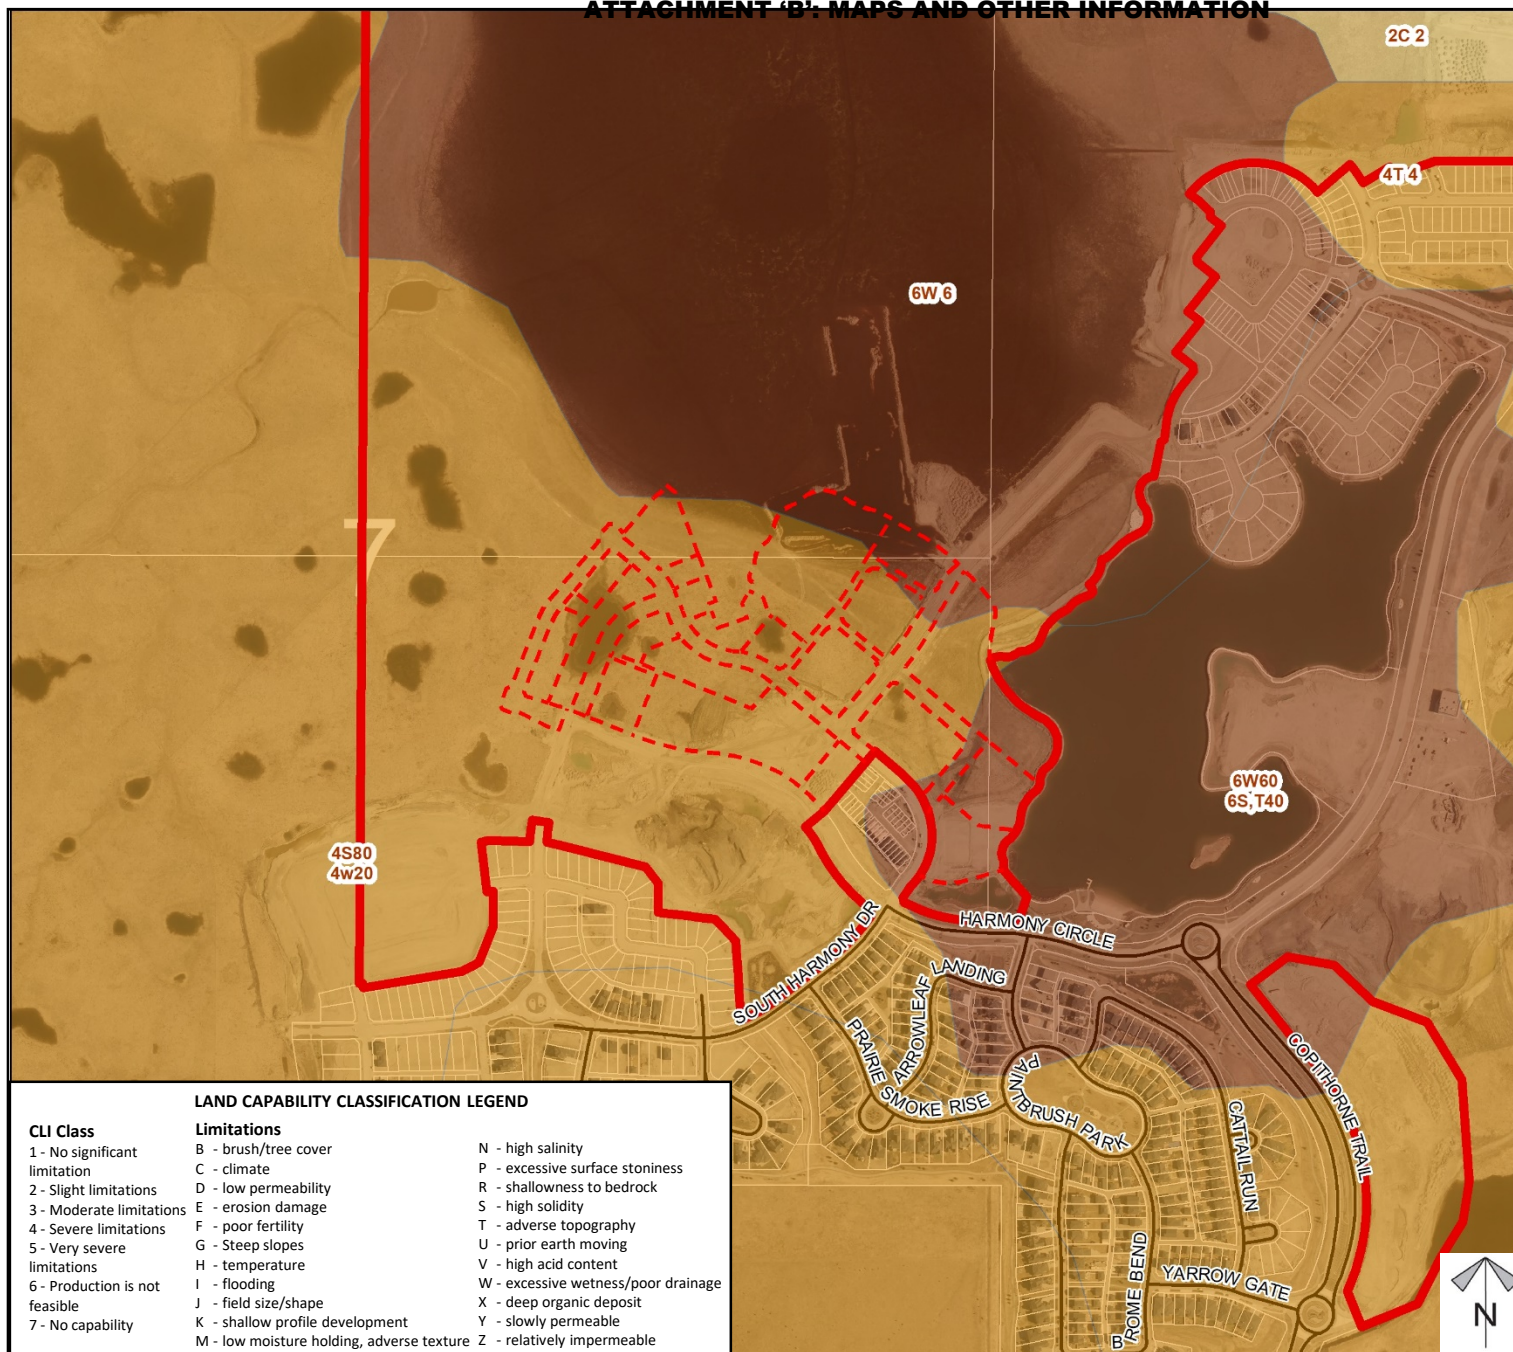 ATTACHMENT ‘B’: MAPS AND OTHER INFORMATION
2C 2
4T 4
6W 6
7
6W60
6S,T40
4S80
4w20
SOUTH HARMONY DR
HARMONY CIRCLE
ARROWLEAF LANDING
PRAIRIE SMOKE RISE
PAINTBRUSH PARK
COPITHORNE TRAIL
CATTAIL RUN
YARROW GATE
BROME BEND
N
LAND CAPABILITY CLASSIFICATION LEGEND
CLI Class
1 - No significant
limitation
2 - Slight limitations
3 - Moderate limitations
4 - Severe limitations
5 - Very severe
limitations
6 - Production is not
feasible
7 - No capability
Limitations
B - brush/tree cover
C - climate
D - low permeability
E - erosion damage
F - poor fertility
G - Steep slopes
H - temperature
I - flooding
J - field size/shape
K - shallow profile development
M - low moisture holding, adverse texture
N - high salinity
P - excessive surface stoniness
R - shallowness to bedrock
S - high solidity
T - adverse topography
U - prior earth moving
V - high acid content
W - excessive wetness/poor drainage
X - deep organic deposit
Y - slowly permeable
Z - relatively impermeable